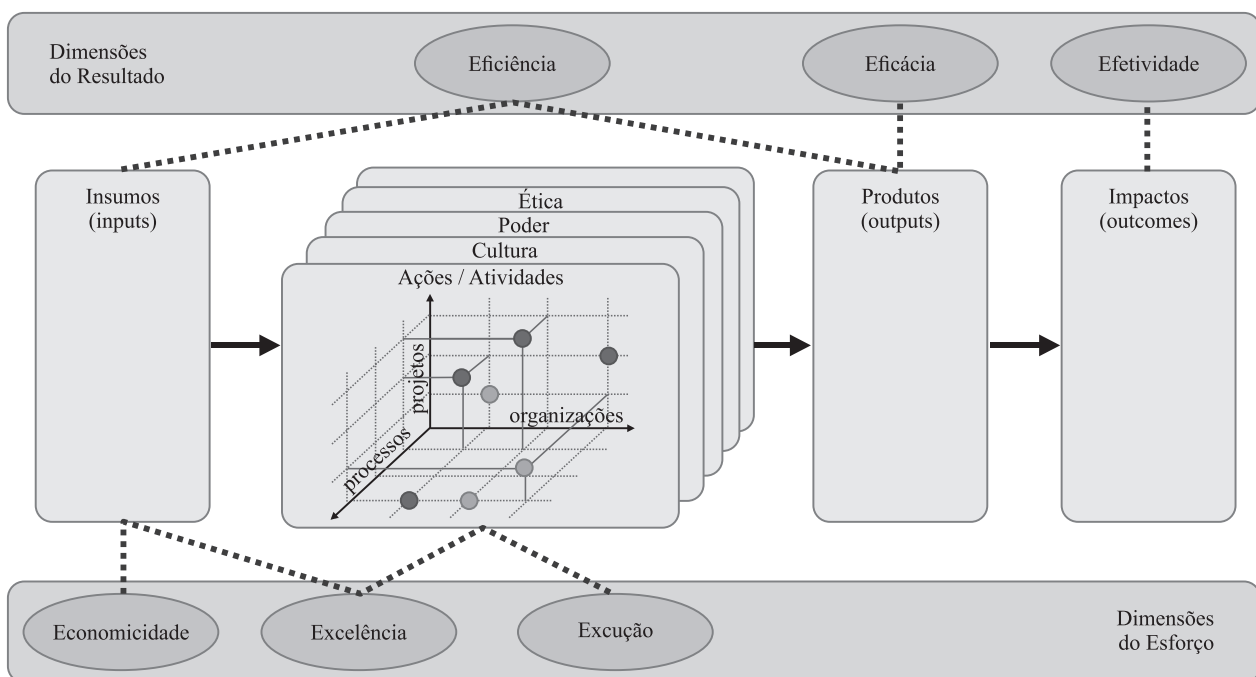 Dimensões
do Resultado
Eficiência
Eficácia
Efetividade
Insumos
(inputs)
Ética
Poder
Cultura
Ações / Atividades
projetos
organizações
processos
Produtos
(outputs)
Impactos
(outcomes)
Economicidade
Excelência
Excução
Dimensões
do Esforço